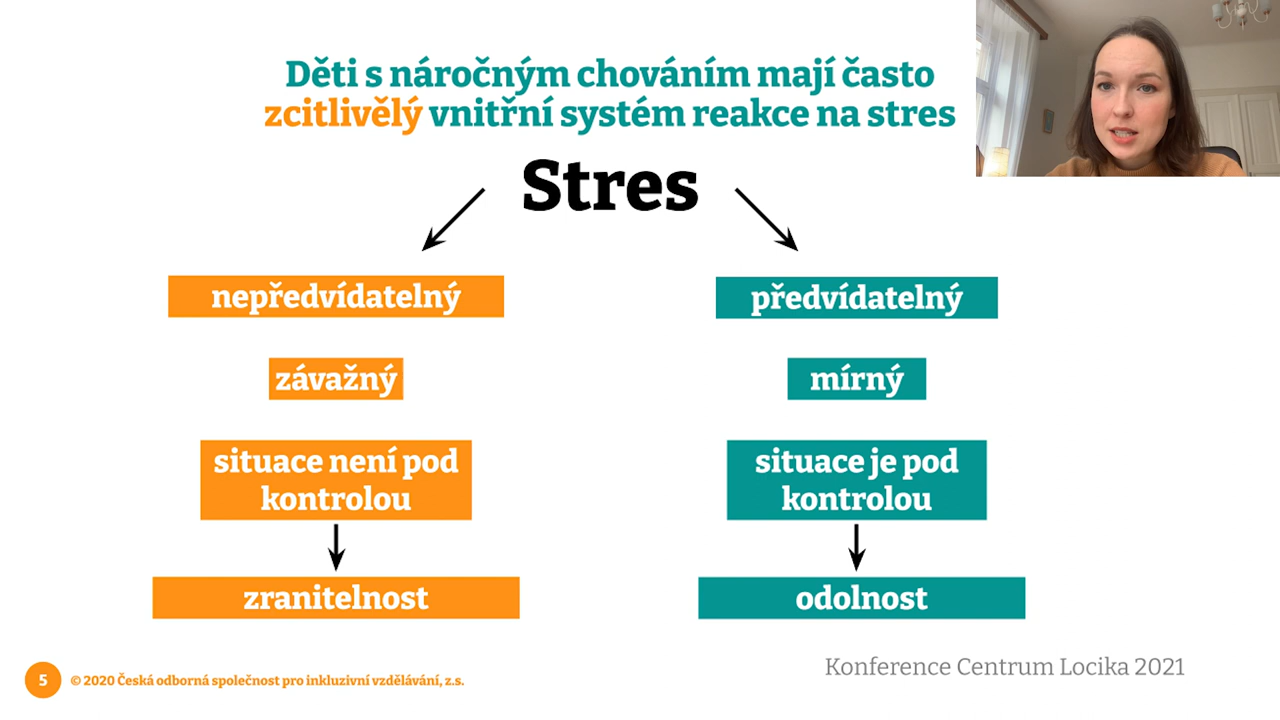 Děti s náročným chováním mají často
zcitlivělý vnitřní systém reakce na stres
Stres
nepředvídatelný
závažný
situace není pod
kontrolou
zranitelnost
předvídatelný
mírný
situace je pod
kontrolou
odolnost
5
© 2020 Česká odborná společnost pro inkluzivní vzdělávání, z.s.
Konference Centrum Locika 2021